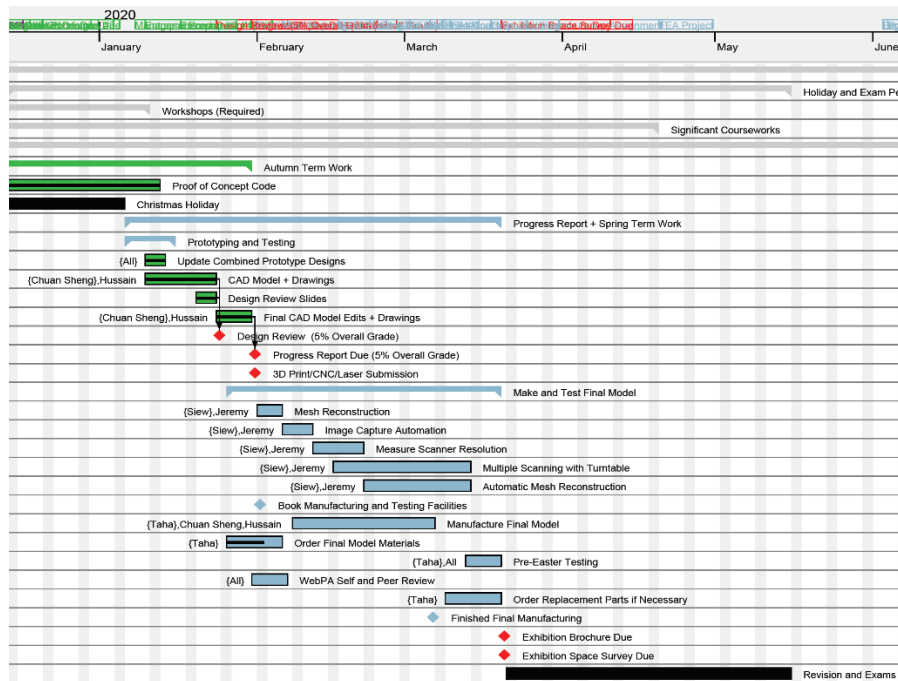 2020
Exhibition Space Survey Due
FEA Project
January February March April May June
Holiday and Exam Pe
Workshops (Required)
Significant Courseworks
Autumn Term Work
Proof of Concept Code
Christmas Holiday
Progress Report + Spring Term Work
Prototyping and Testing
{All} Update Combined Prototype Designs
{Chuan Sheng},Hussain CAD Model + Drawings
Design Review Slides
{Chuan Sheng},Hussain Final CAD Model Edits + Drawings
Design Review (5% Overall Grade)
Progress Report Due (5% Overall Grade)
3D Print/CNC/Laser Submission
Make and Test Final Model
{Siew},Jeremy Mesh Reconstruction
{Siew},Jeremy Image Capture Automation
{Siew},Jeremy Measure Scanner Resolution
{Siew},Jeremy Multiple Scanning with Turntable
{Siew},Jeremy Automatic Mesh Reconstruction
Book Manufacturing and Testing Facilities
{Taha},Chuan Sheng,Hussain Manufacture Final Model
{Taha} Order Final Model Materials
{Taha},All Pre-Easter Testing
{All} WebPA Self and Peer Review
{Taha} Order Replacement Parts if Necessary
Finished Final Manufacturing
Exhibition Brochure Due
Exhibition Space Survey Due
Revision and Exams